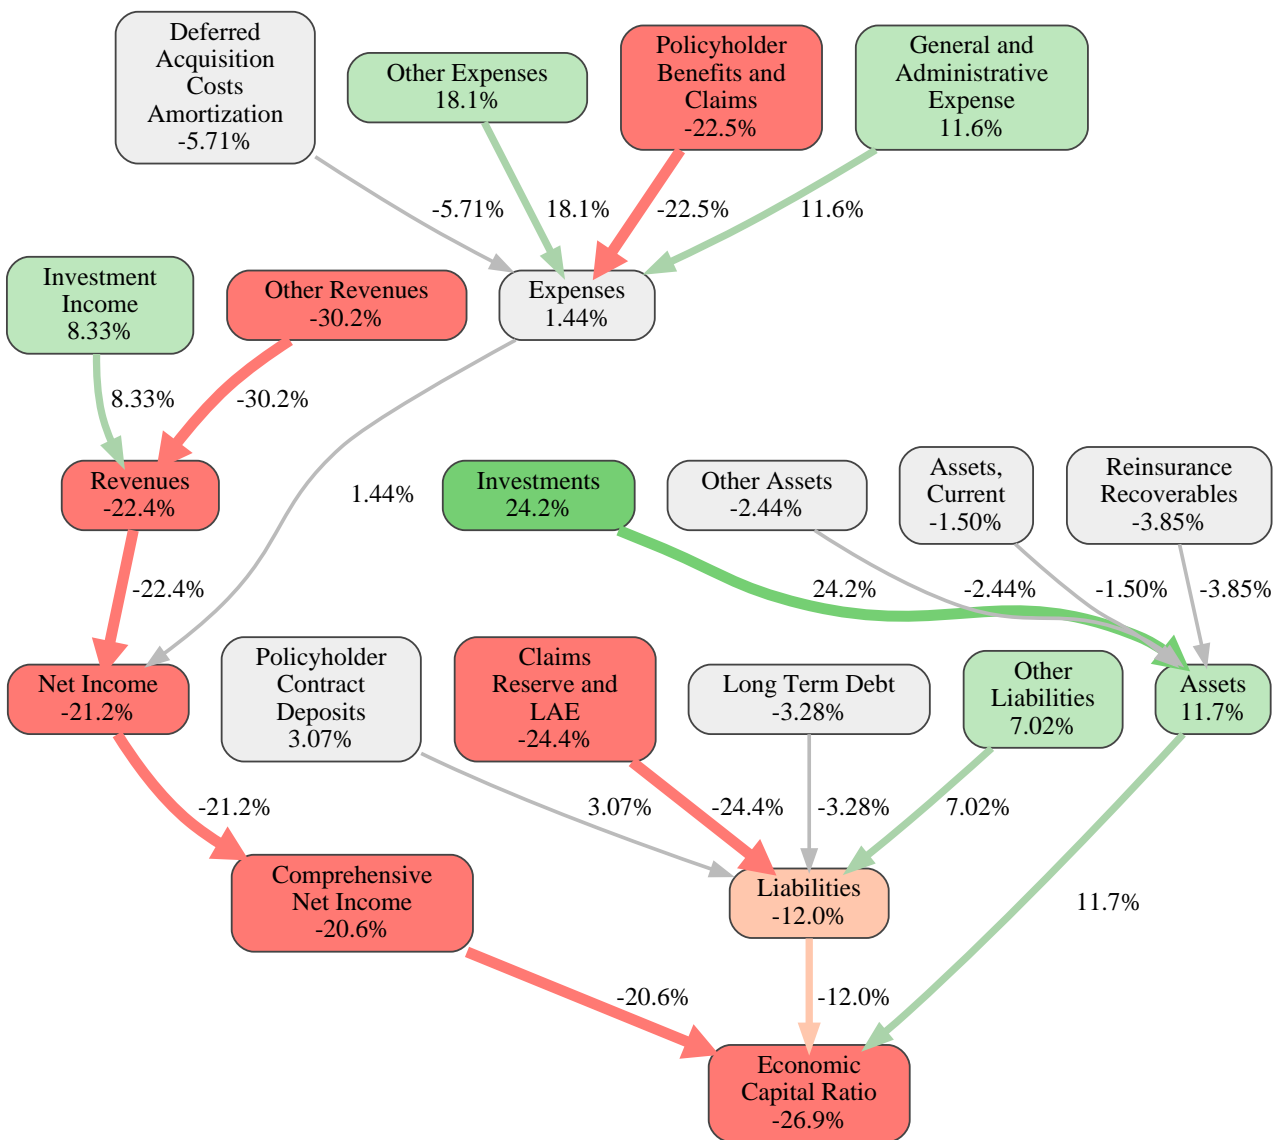 Deferred
Acquisition
Costs
Amortization
-5.71%
Other Expenses
18.1%
Policyholder
Benefits and
Claims
-22.5%
General and
Administrative
Expense
11.6%
-5.71%
18.1%
-22.5%
11.6%
Investment
Income
8.33%
Other Revenues
-30.2%
Expenses
1.44%
8.33%
-30.2%
Revenues
-22.4%
1.44%
Investments
24.2%
Other Assets
-2.44%
Assets,
Current
-1.50%
Reinsurance
Recoverables
-3.85%
-22.4%
24.2%
-2.44%
-1.50%
-3.85%
Net Income
-21.2%
Policyholder
Contract
Deposits
3.07%
Claims
Reserve and
LAE
-24.4%
Long Term Debt
-3.28%
Other
Liabilities
7.02%
Assets
11.7%
-21.2%
3.07%
-24.4%
-3.28%
7.02%
Comprehensive
Net Income
-20.6%
Liabilities
-12.0%
11.7%
-20.6%
-12.0%
Economic
Capital Ratio
-26.9%